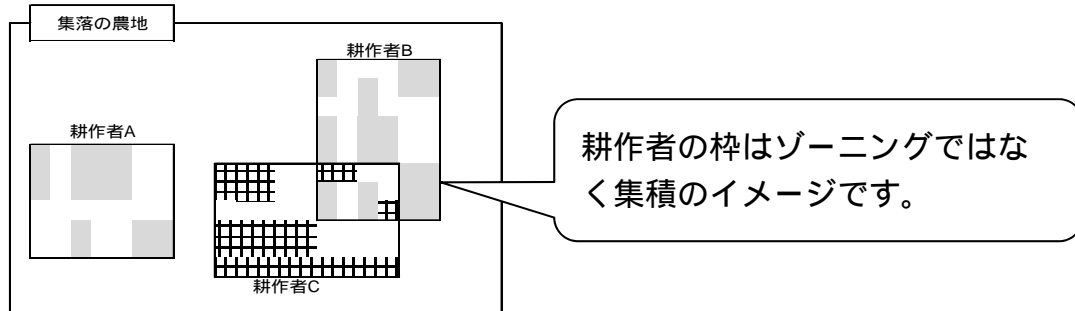 集落の農地
耕作者B
耕作者A
耕作者の枠はゾーニングではな
く集積のイメージです。
耕作者C